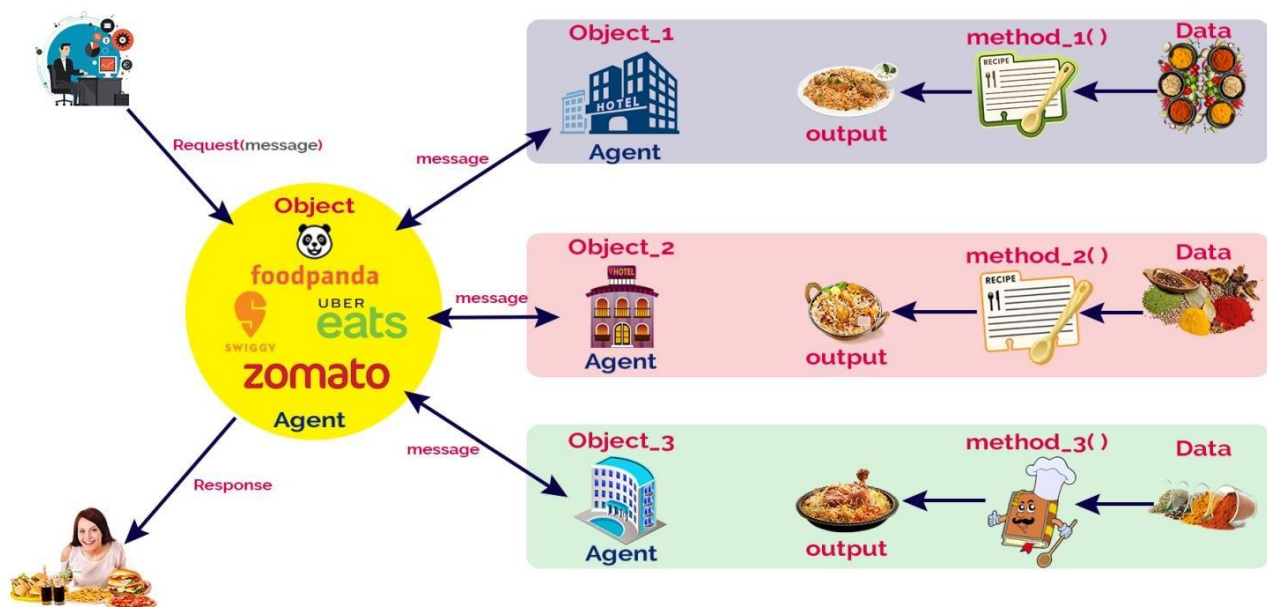 Request(message)
Object
foodpanda
SWIGGY
UBER
eats
zomato
Agent
Response
message
message
message
Object_1
HOTEL
Agent
output
method_1( )
RECIPE
Data
Object_2
HOTEL
Agent
output
method_2( )
RECIPE
Data
Object_3
Agent
output
method_3( )
Data